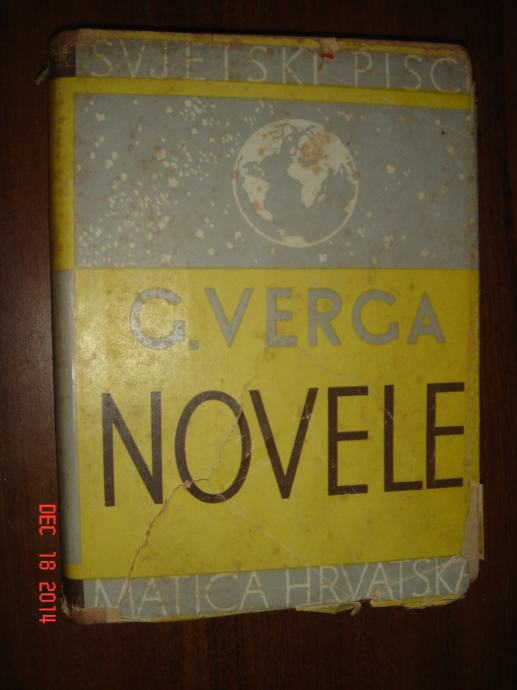 SVJETSKI PISCI
G. VERGA
NOVELE
MATICA HRVATSKA
DEC 18 2014